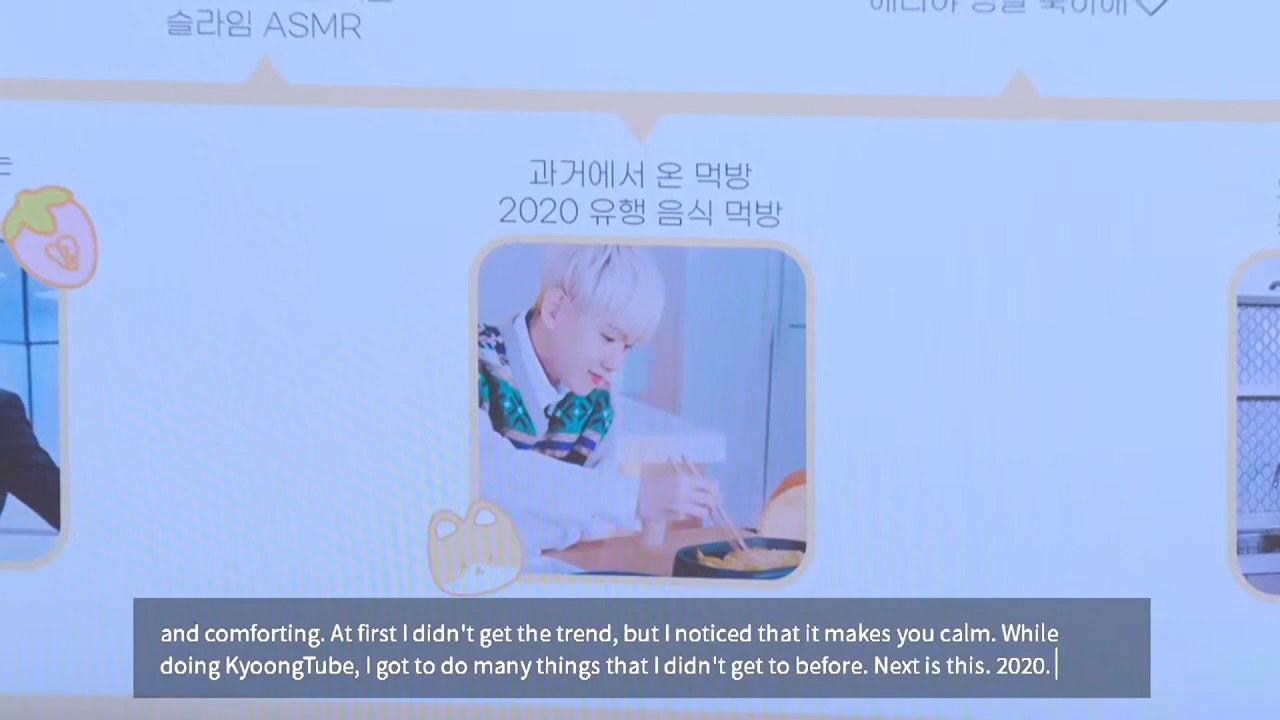 슬라임 ASMR
과거에서 온 먹방
2020 유행 음식 먹방
and comforting. At first I didn't get the trend, but I noticed that it makes you calm. While
doing KyoongTube, I got to do many things that I didn't get to before. Next is this. 2020.